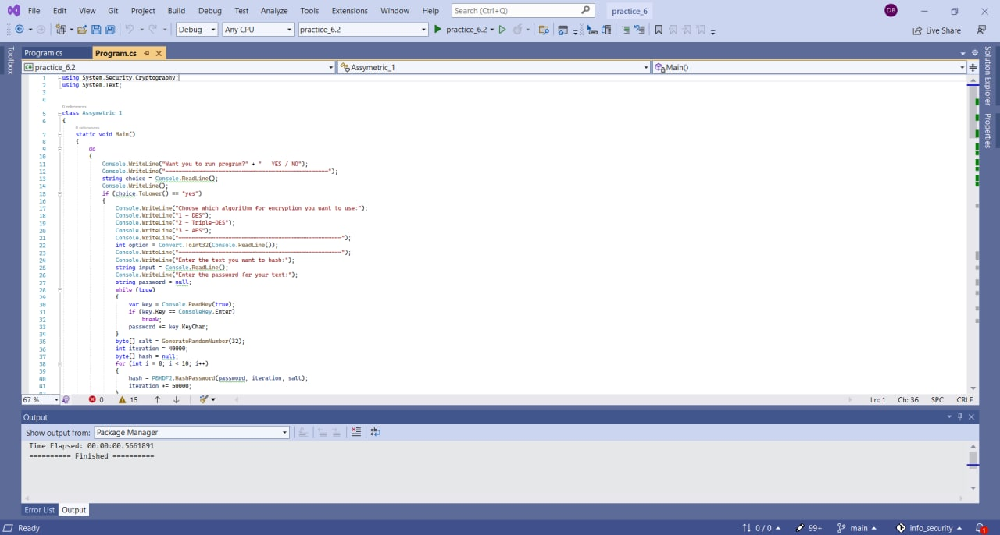 File Edit View Git Project Build Debug Test Analyze Tools Extensions Window Help Search (Ctrl+Q) practice_6 DB
Debug Any CPU practice_6.2 practice_6.2 Live Share
Toolbox
Program.cs Program.cs
practice_6.2 Assymetric_1 Main()
1 using System.Security.Cryptography;
2 using System.Text;
3
4
0 references
5 class Assymetric_1
6 {
0 references
7 static void Main()
8 {
9 do
10 {
11 Console.WriteLine("Want you to run program?" + "   YES / NO");
12 Console.WriteLine("-------------------------------------------------");
13 string choice = Console.ReadLine();
14 Console.WriteLine();
15 if (choice.ToLower() == "yes")
16 {
17 Console.WriteLine("Choose which algorithm for encryption you want to use:");
18 Console.WriteLine("1 - DES");
19 Console.WriteLine("2 - Triple-DES");
20 Console.WriteLine("3 - AES");
21 Console.WriteLine("-------------------------------------------------");
22 int option = Convert.ToInt32(Console.ReadLine());
23 Console.WriteLine("-------------------------------------------------");
24 Console.WriteLine("Enter the text you want to hash:");
25 string input = Console.ReadLine();
26 Console.WriteLine("Enter the password for your text:");
27 string password = null;
28 while (true)
29 {
30 var key = Console.ReadKey(true);
31 if (key.Key == ConsoleKey.Enter)
32 break;
33 password += key.KeyChar;
34 }
35 byte[] salt = GenerateRandomNumber(32);
36 int iteration = 40000;
37 byte[] hash = null;
38 for (int i = 0; i < 10; i++)
39 {
40 hash = PBKDF2.HashPassword(password, iteration, salt);
41 iteration += 50000;
Solution Explorer
Properties
67 % 0 15 Ln: 1 Ch: 36 SPC CRLF
Output
Show output from: Package Manager
Time Elapsed: 00:00:00.5661891
========== Finished ==========
Error List Output
Ready 0 / 0 99+ main info_security 1